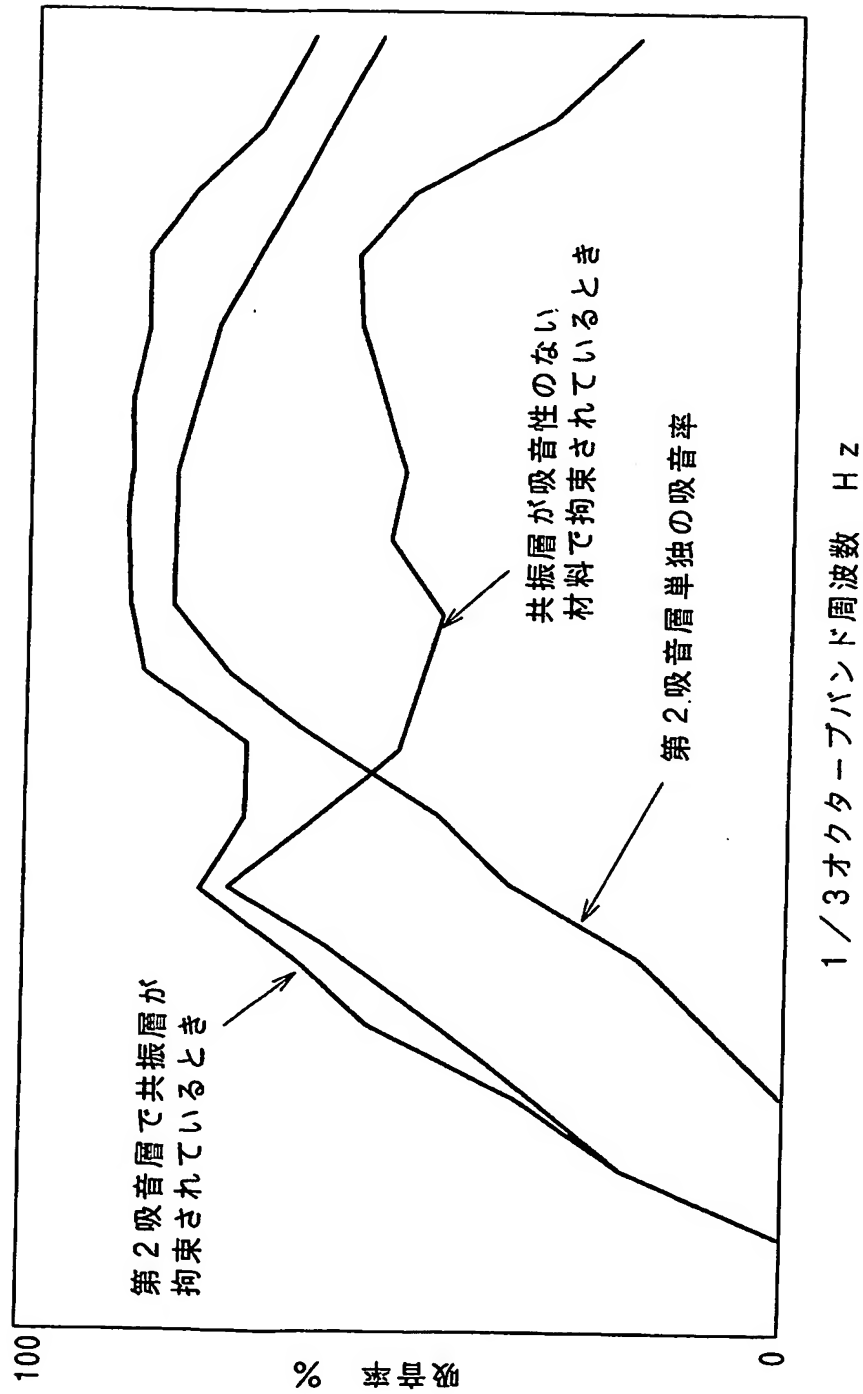 100
吸音率 %
0
第2吸音層で共振層が
拘束されているとき
共振層が吸音性のない
材料で拘束されているとき
第2吸音層単独の吸音率
1/3オクターブバンド周波数 Hz